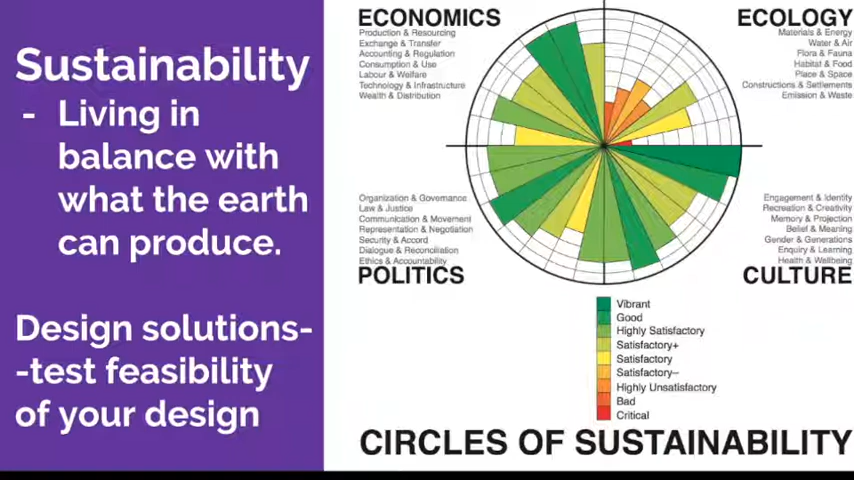 Sustainability
- Living in
balance with
what the earth
can produce.
Design solutions-
-test feasibility
of your design
ECONOMICS
Production & Resourcing
Exchange & Transfer
Accounting & Regulation
Consumption & Use
Labour & Welfare
Technology & Infrastructure
Wealth & Distribution
ECOLOGY
Materials & Energy
Water & Air
Flora & Fauna
Habitat & Food
Place & Space
Constructions & Settlements
Emission & Waste
Organization & Governance
Law & Justice
Communication & Movement
Representation & Negotiation
Security & Accord
Dialogue & Reconciliation
Ethics & Accountability
POLITICS
Engagement & Identity
Recreation & Creativity
Memory & Projection
Belief & Meaning
Gender & Generations
Enquiry & Learning
Health & Wellbeing
CULTURE
Vibrant
Good
Highly Satisfactory
Satisfactory+
Satisfactory
Satisfactory–
Highly Unsatisfactory
Bad
Critical
CIRCLES OF SUSTAINABILITY